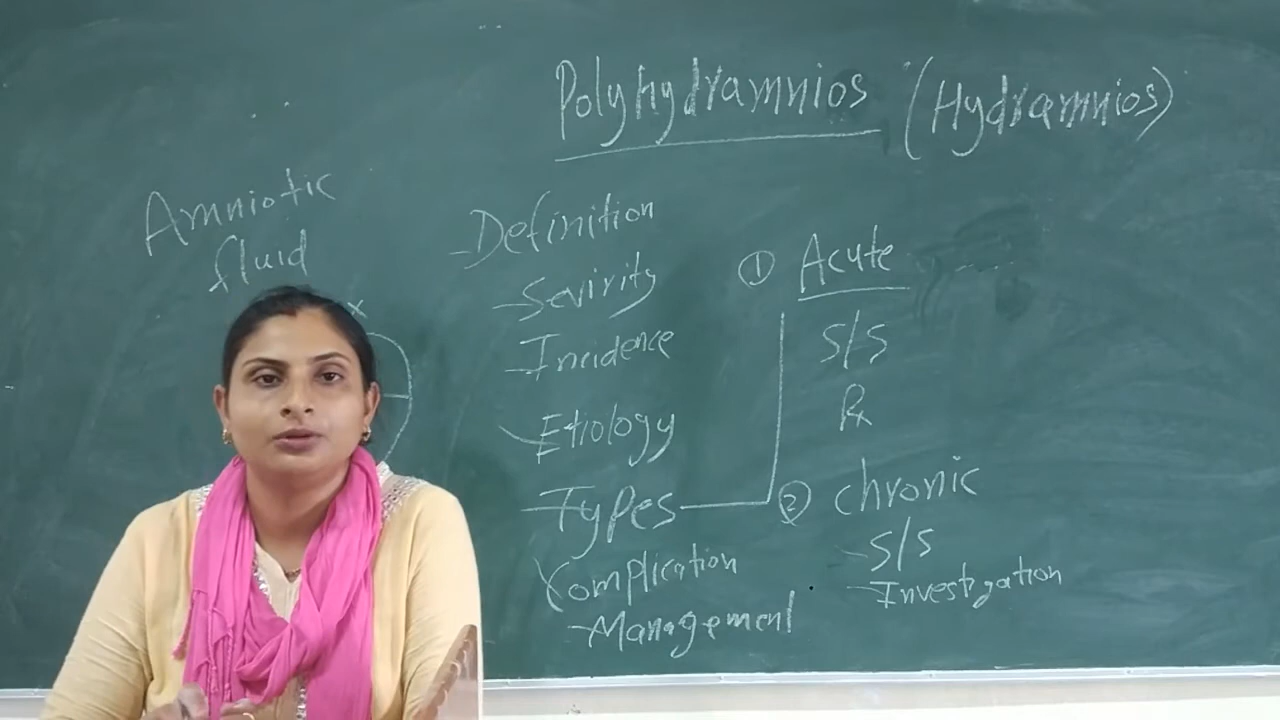 Polyhydramnios (Hydramnios)
Amniotic
fluid
x
- Definition
- Sevirity
- Incidence
- Etiology
- Types
- Complication
- Management
① Acute
S/S
Rx
② chronic
- S/S
- Investigation